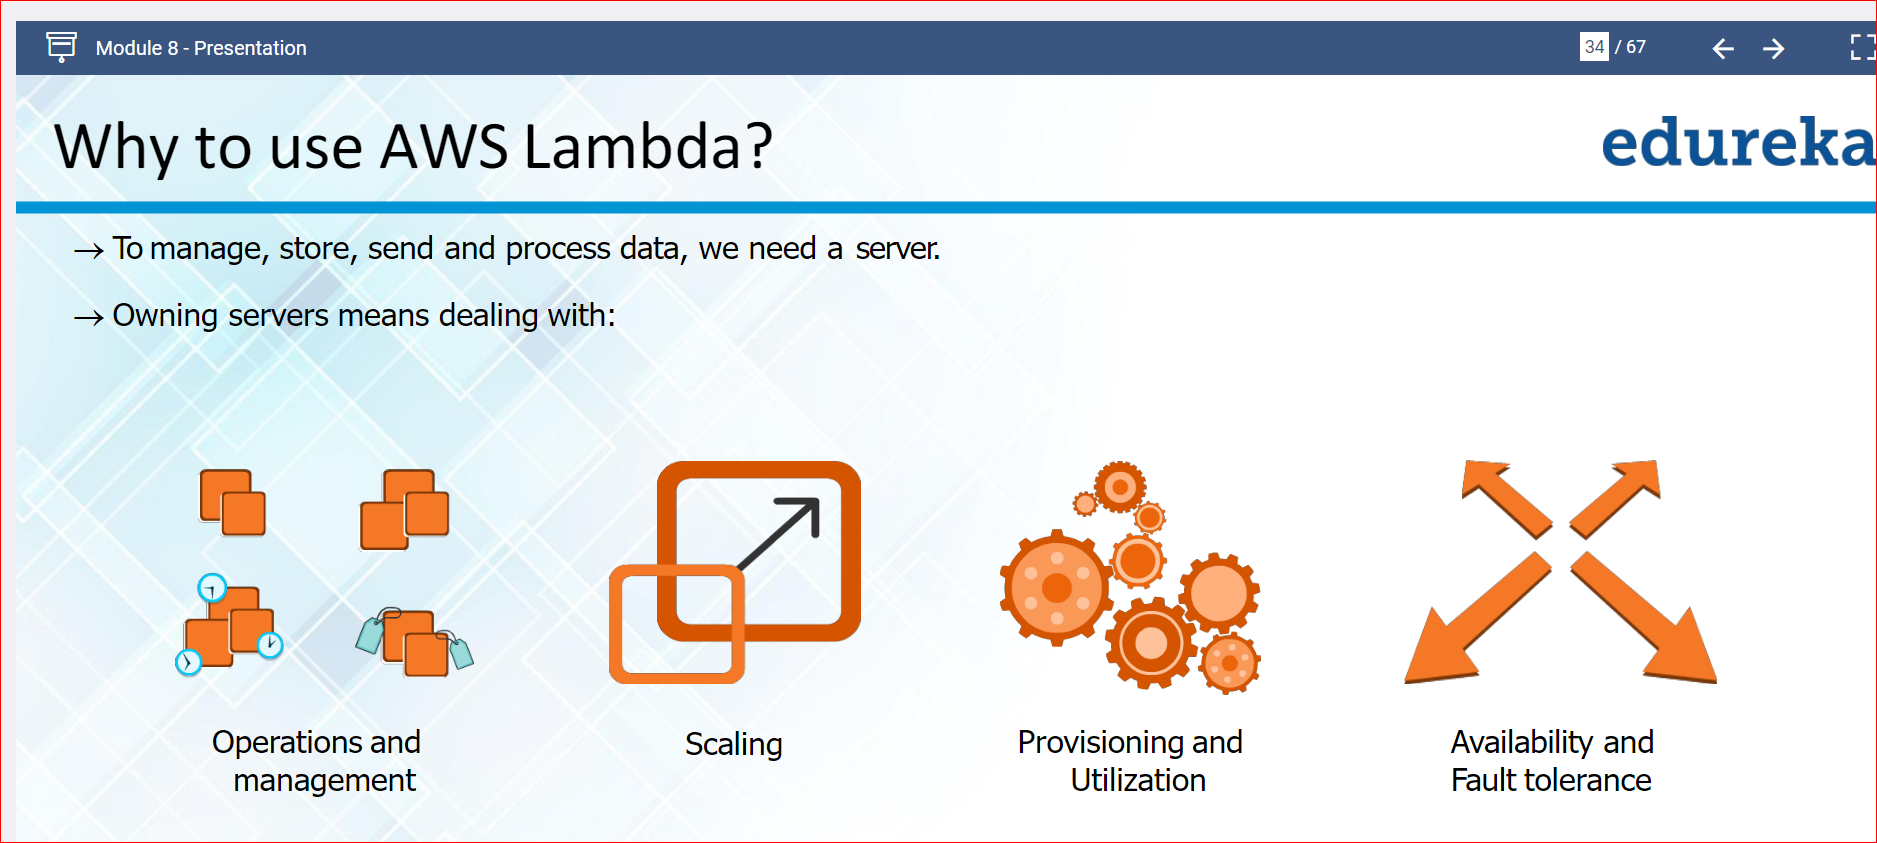 Module 8 - Presentation
34 / 67
Why to use AWS Lambda?
edureka
→ To manage, store, send and process data, we need a server.
→ Owning servers means dealing with:
Operations and
management
Scaling
Provisioning and
Utilization
Availability and
Fault tolerance